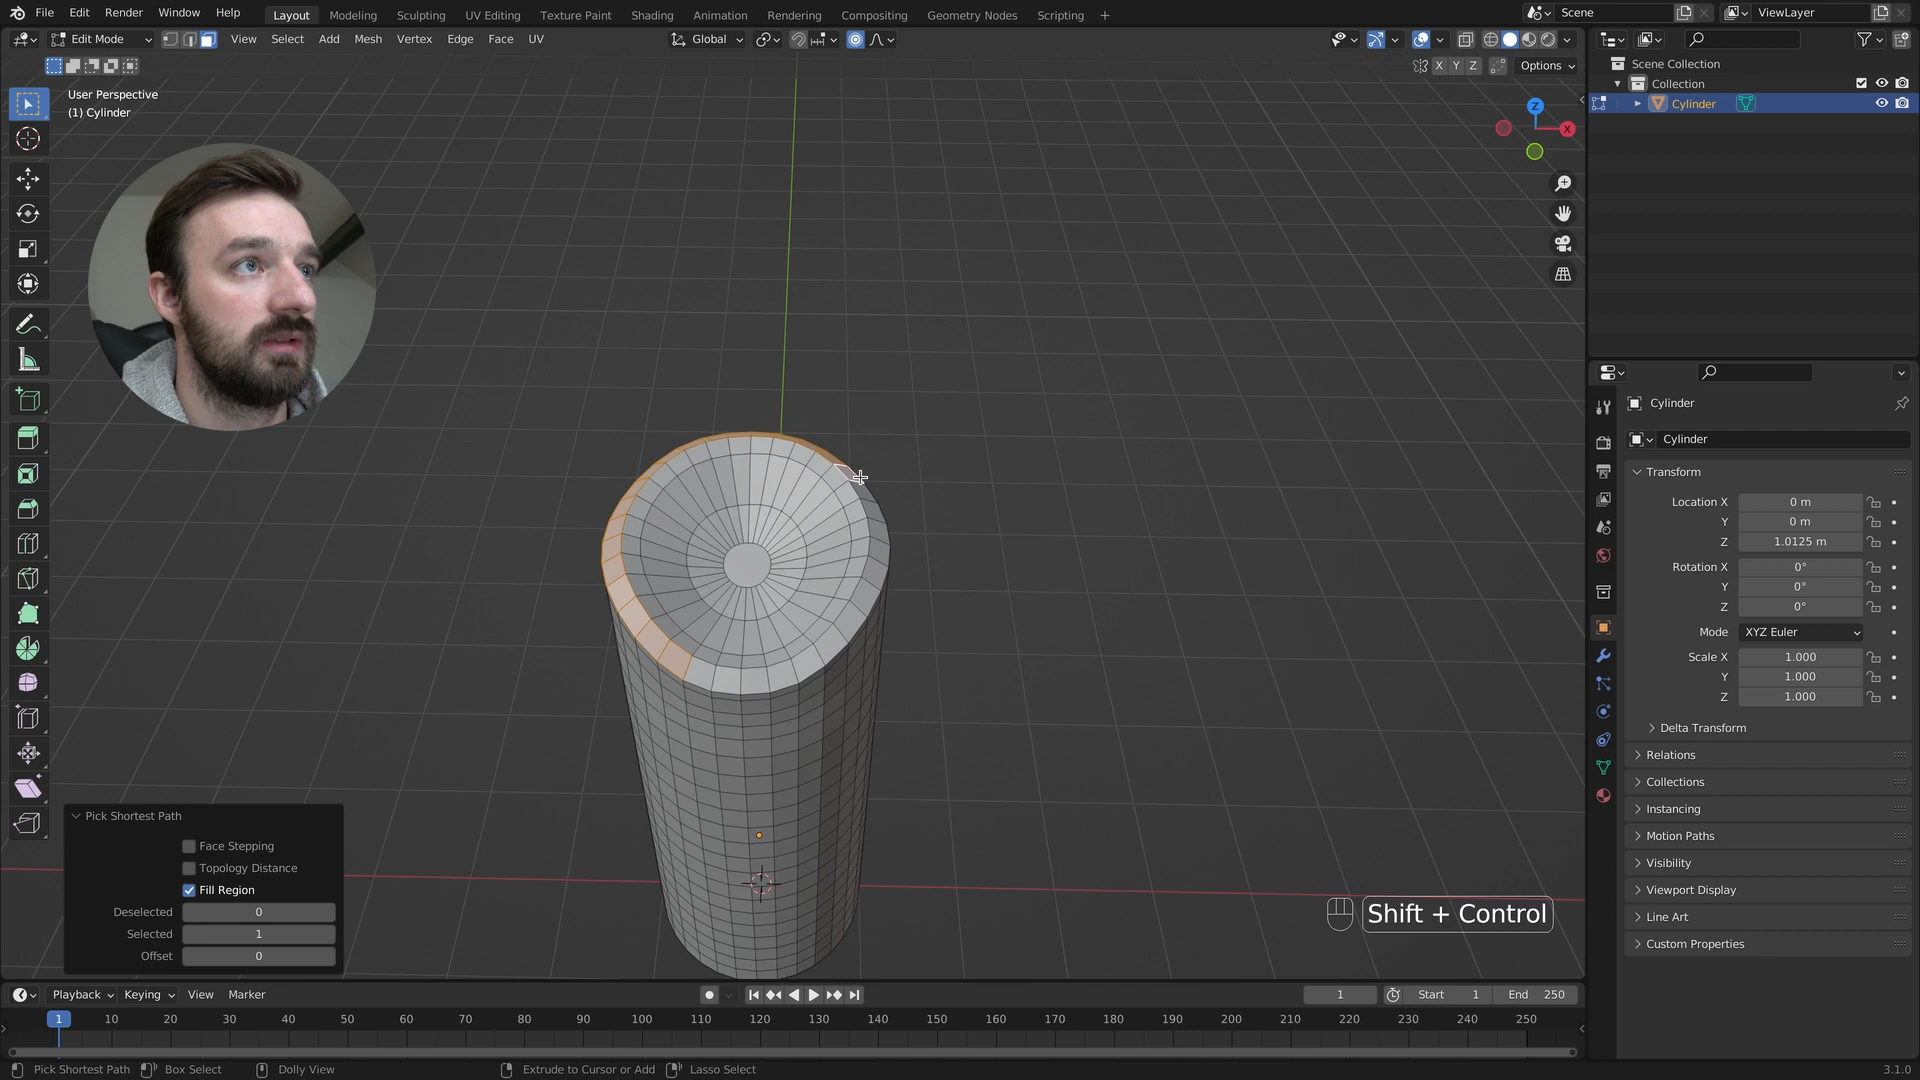 File Edit Render Window Help
Layout Modeling Sculpting UV Editing Texture Paint Shading Animation Rendering Compositing Geometry Nodes Scripting +
Scene
ViewLayer
Edit Mode
View Select Add Mesh Vertex Edge Face UV
Global
X Y Z
Options
User Perspective
(1) Cylinder
Z
X
Scene Collection
Collection
Cylinder
Cylinder
Cylinder
Transform
Location X 0 m
Y 0 m
Z 1.0125 m
Rotation X 0°
Y 0°
Z 0°
Mode XYZ Euler
Scale X 1.000
Y 1.000
Z 1.000
Delta Transform
Relations
Collections
Instancing
Motion Paths
Visibility
Viewport Display
Line Art
Custom Properties
Pick Shortest Path
Face Stepping
Topology Distance
Fill Region
Deselected 0
Selected 1
Offset 0
Shift + Control
Playback Keying View Marker
1
Start 1
End 250
1 10 20 30 40 50 60 70 80 90 100 110 120 130 140 150 160 170 180 190 200 210 220 230 240 250
Pick Shortest Path Box Select Dolly View Extrude to Cursor or Add Lasso Select
3.1.0